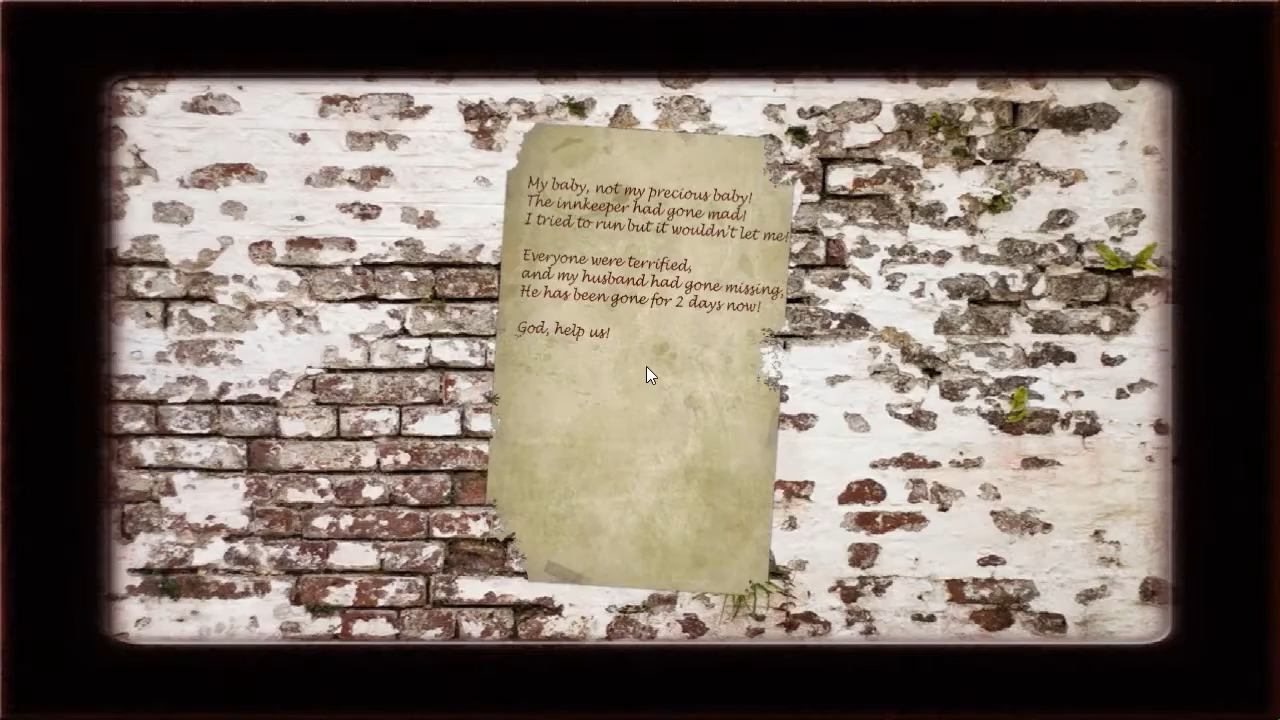 My baby, not my precious baby!
The innkeeper had gone mad!
I tried to run but it wouldn't let me!
Everyone were terrified,
and my husband had gone missing,
He has been gone for 2 days now!
God, help us!